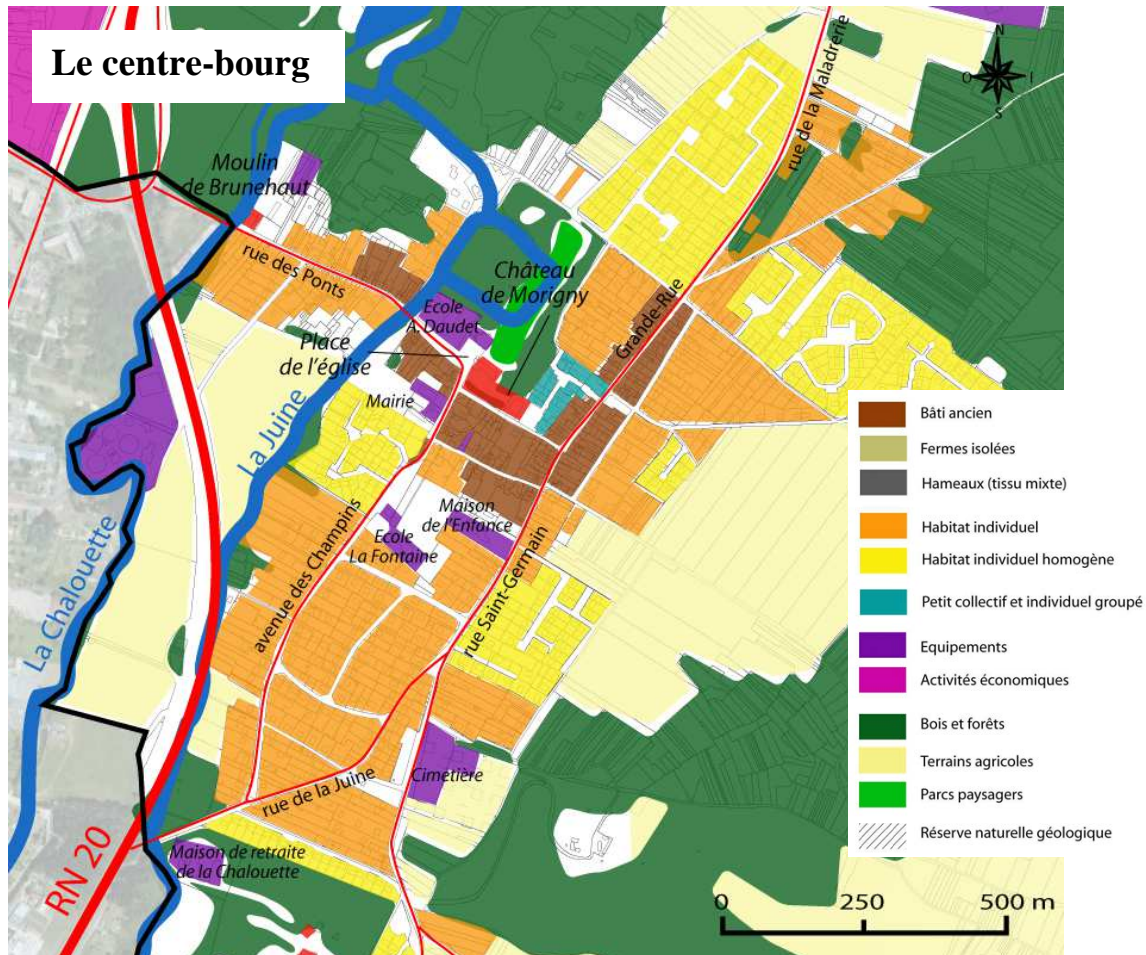 Le centre-bourg
N
O
I
S
rue de la Maladrerie
Moulin
de Brunehaut
rue des Ponts
Château
de Morigny
Ecole
A. Daudet
Grande-Rue
Place
de l'église
Mairie
La Juine
La Chalouette
Maison
de l'Enfance
Ecole
La Fontaine
avenue des Champins
rue Saint-Germain
Cimetière
rue de la Juine
RN 20
Maison de retraite
de la Chalouette
Bâti ancien
Fermes isolées
Hameaux (tissu mixte)
Habitat individuel
Habitat individuel homogène
Petit collectif et individuel groupé
Equipements
Activités économiques
Bois et forêts
Terrains agricoles
Parcs paysagers
Réserve naturelle géologique
0 250 500 m